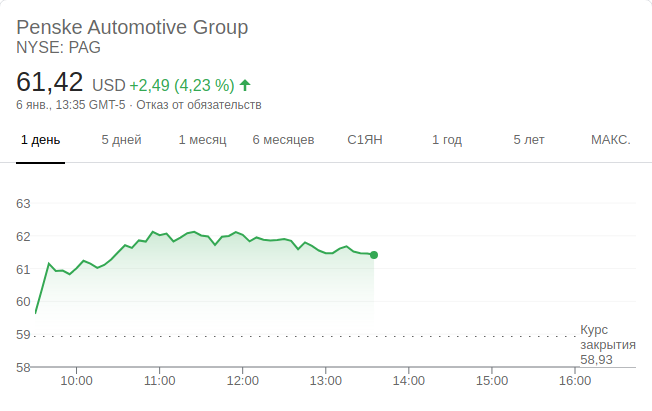 Penske Automotive Group
NYSE: PAG
61,42 USD +2,49 (4,23 %)
6 янв., 13:35 GMT-5 · Отказ от обязательств
1 день 5 дней 1 месяц 6 месяцев С1ЯН 1 год 5 лет МАКС.
63
62
61
60
59
Курс
закрытия
58,93
58
10:00 11:00 12:00 13:00 14:00 15:00 16:00